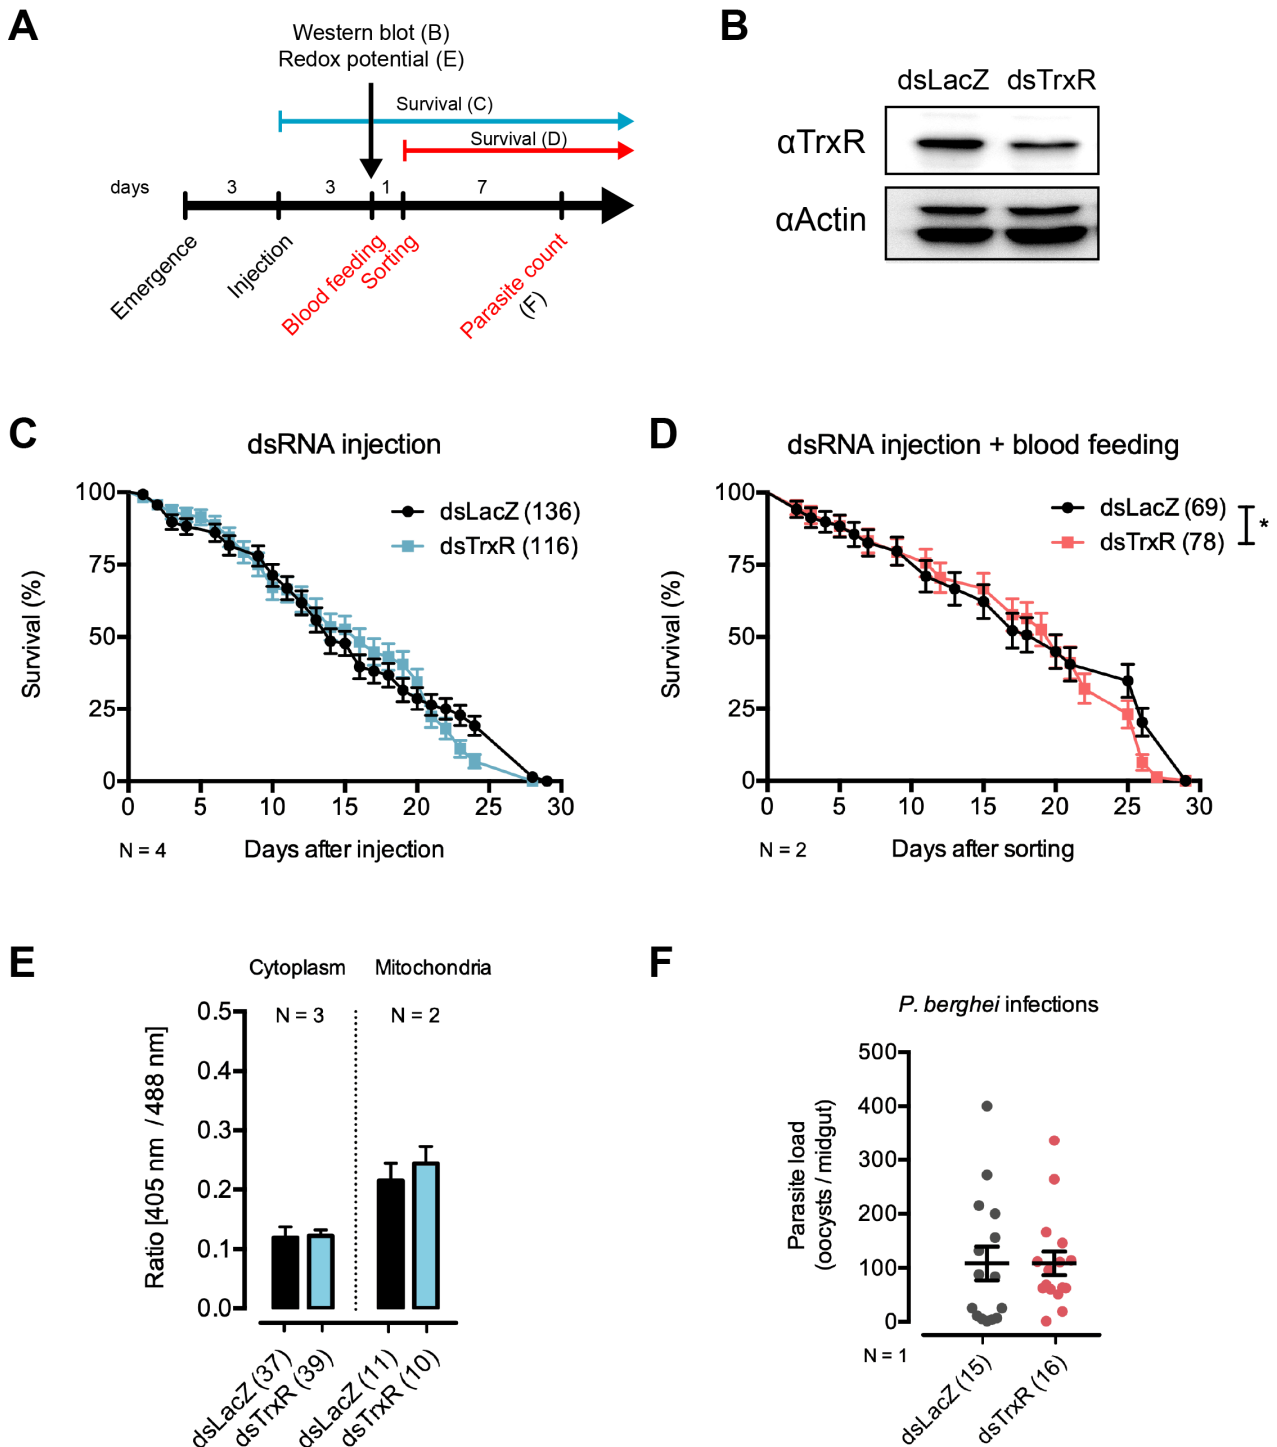 A
Western blot (B)
Redox potential (E)
Survival (C)
Survival (D)
days
3
3
1
7
Emergence
Injection
Blood feeding
Sorting
Parasite count
(F)
B
dsLacZ dsTrxR
αTrxR
αActin
C
dsRNA injection
100
75
50
25
0
Survival (%)
dsLacZ (136)
dsTrxR (116)
0 5 10 15 20 25 30
N = 4
Days after injection
D
dsRNA injection + blood feeding
100
75
50
25
0
Survival (%)
dsLacZ (69)
dsTrxR (78)
*
0 5 10 15 20 25 30
N = 2
Days after sorting
E
Cytoplasm
Mitochondria
N = 3
N = 2
0.5
0.4
0.3
0.2
0.1
0.0
Ratio [405 nm / 488 nm]
dsLacZ (37)
dsTrxR (39)
dsLacZ (11)
dsTrxR (10)
F
P. berghei infections
500
400
300
200
100
0
Parasite load
(oocysts / midgut)
N = 1
dsLacZ (15)
dsTrxR (16)